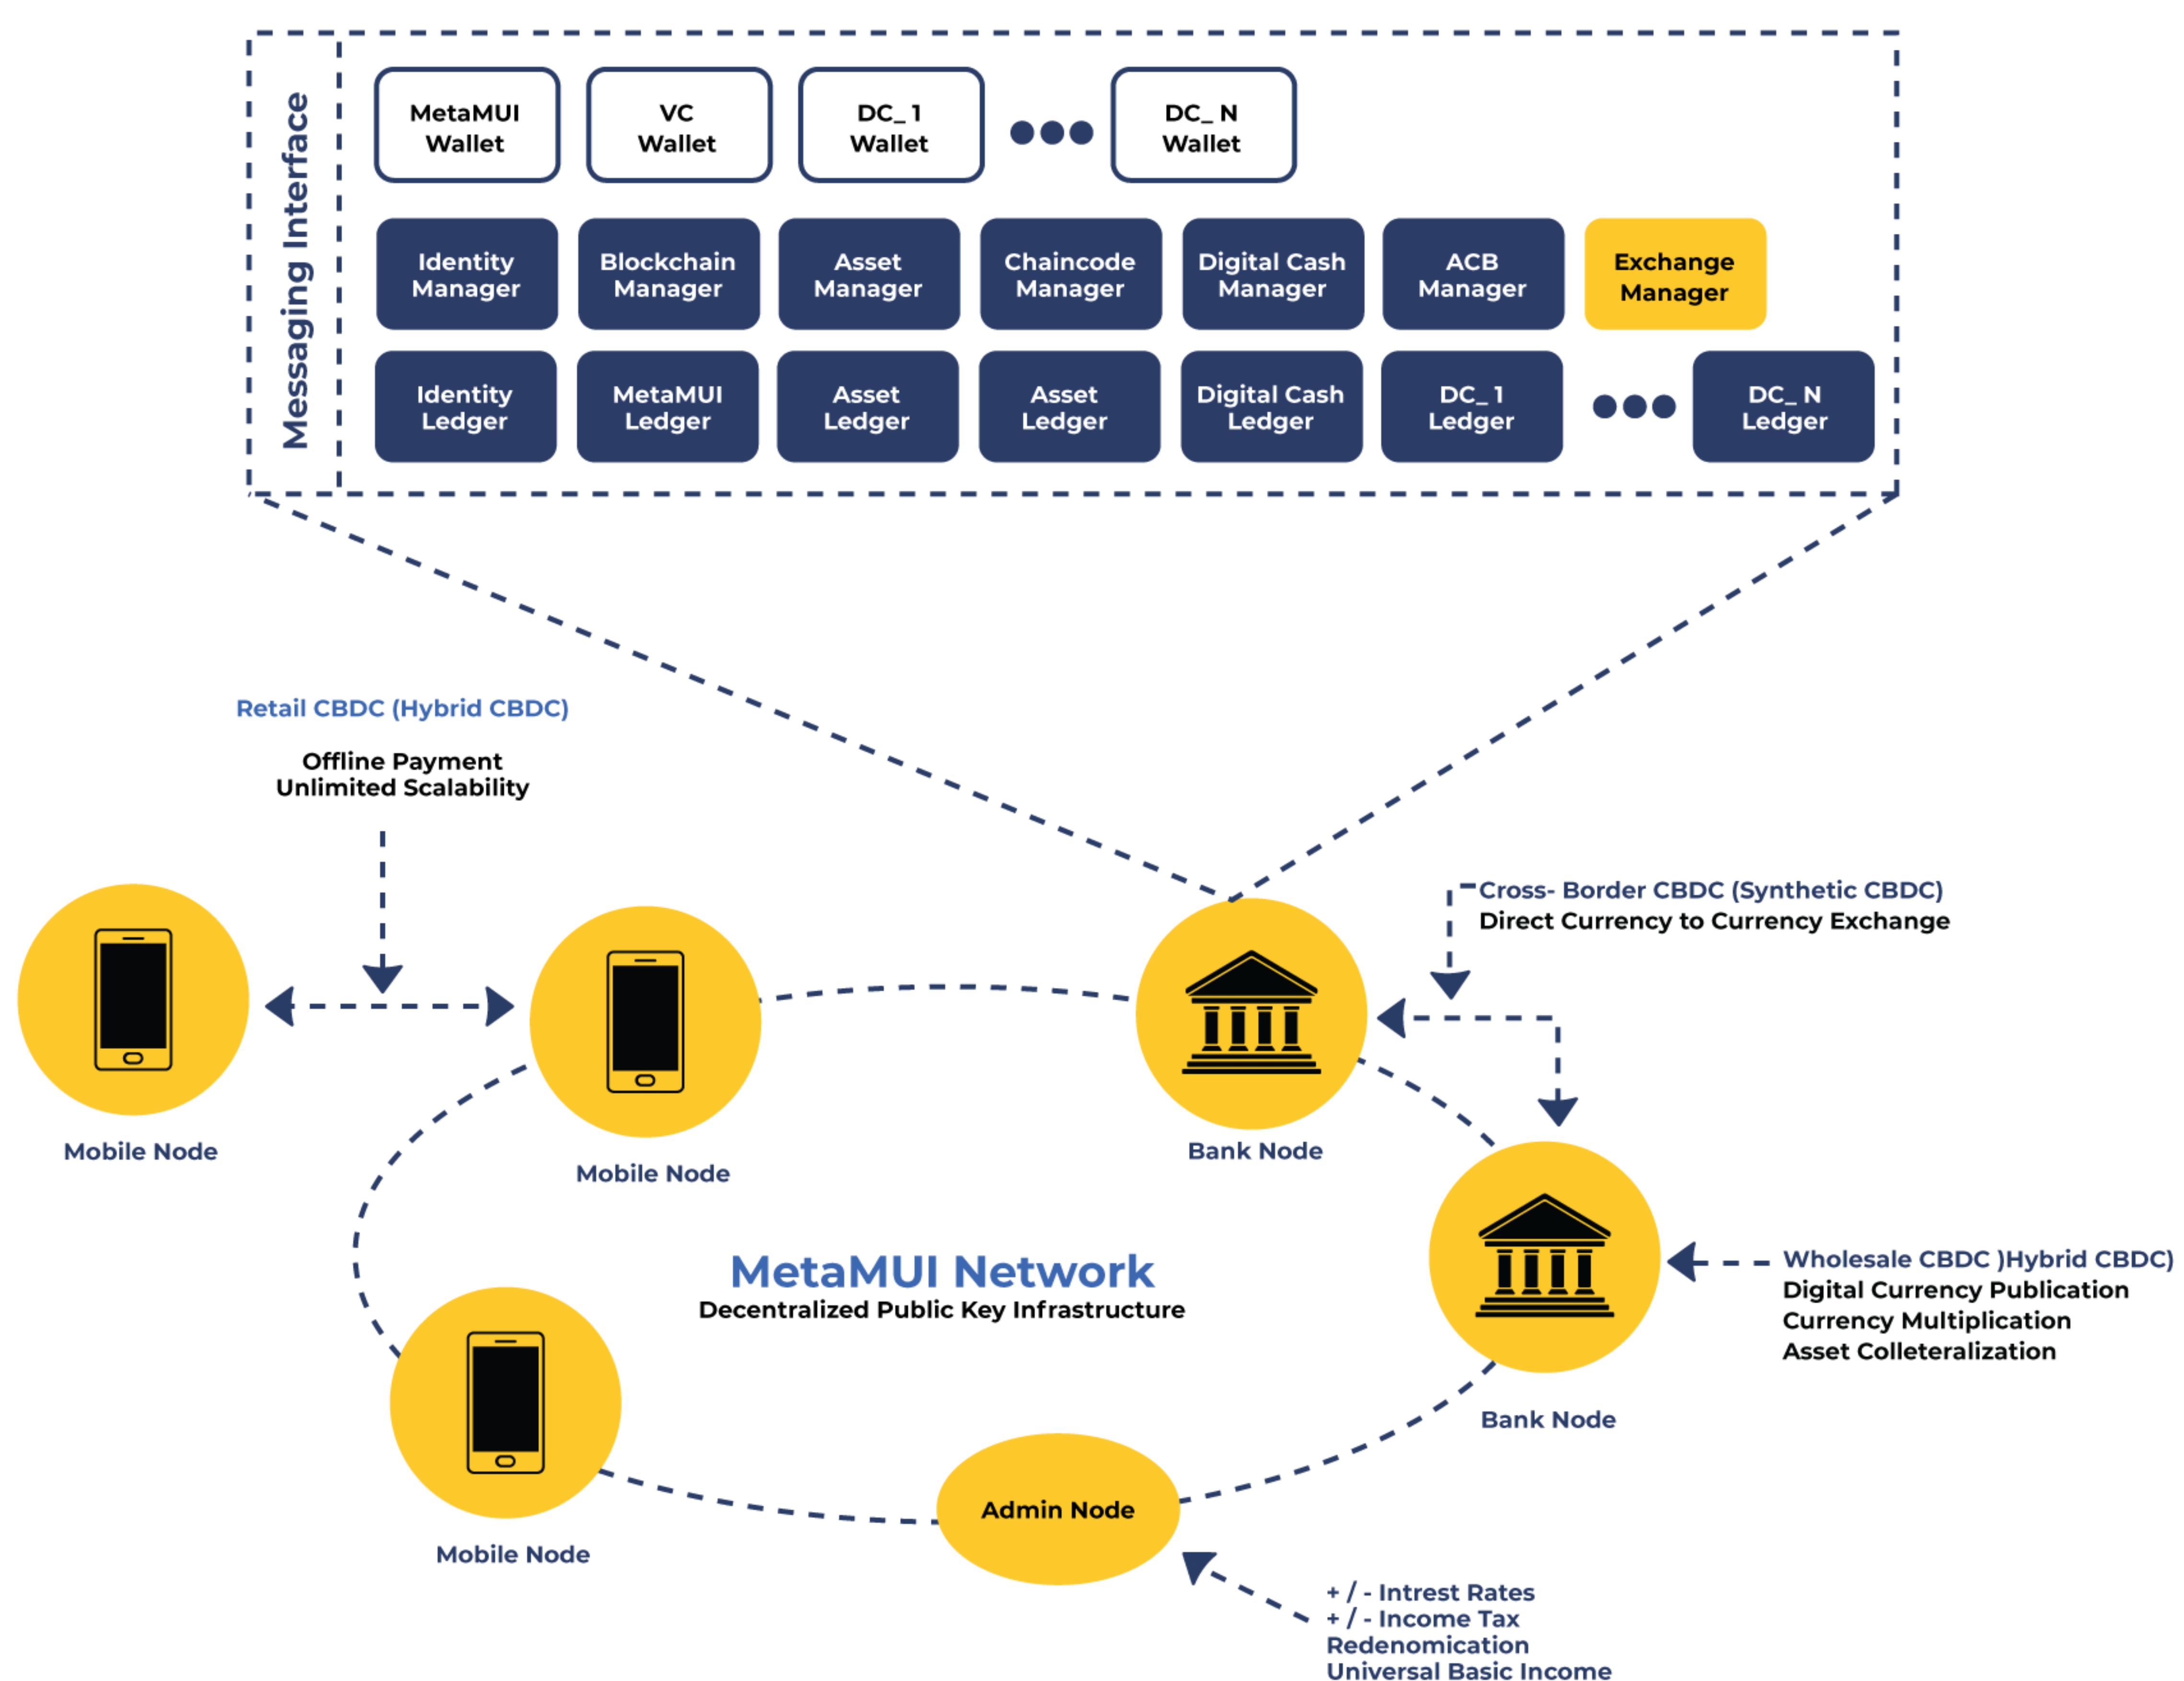 Messaging Interface
MetaMUI
Wallet
VC
Wallet
DC_ 1
Wallet
DC_ N
Wallet
Identity
Manager
Blockchain
Manager
Asset
Manager
Chaincode
Manager
Digital Cash
Manager
ACB
Manager
Exchange
Manager
Identity
Ledger
MetaMUI
Ledger
Asset
Ledger
Asset
Ledger
Digital Cash
Ledger
DC_ 1
Ledger
DC_ N
Ledger
Retail CBDC (Hybrid CBDC)
Offline Payment
Unlimited Scalability
Cross- Border CBDC (Synthetic CBDC)
Direct Currency to Currency Exchange
Mobile Node
Mobile Node
Bank Node
MetaMUI Network
Decentralized Public Key Infrastructure
Wholesale CBDC )Hybrid CBDC)
Digital Currency Publication
Currency Multiplication
Asset Colleteralization
Bank Node
Mobile Node
Admin Node
+ / - Intrest Rates
+ / - Income Tax
Redenomication
Universal Basic Income